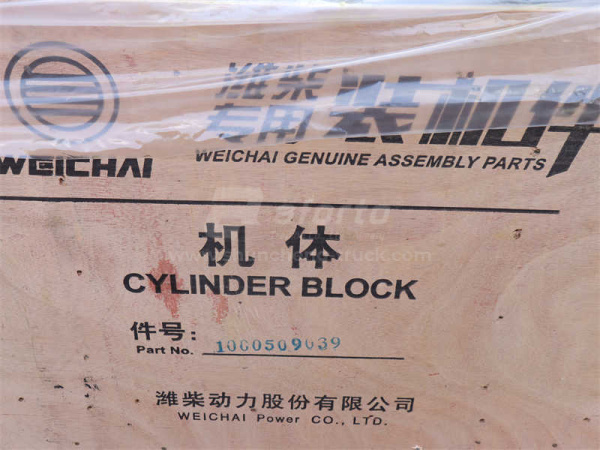 潍柴
专用
装机件
WEICHAI
WEICHAI GENUINE ASSEMBLY PARTS
aforto
机体
CYLINDER BLOCK
件号:
Part No. 1000509039
潍柴动力股份有限公司
WEICHAI Power CO., LTD.